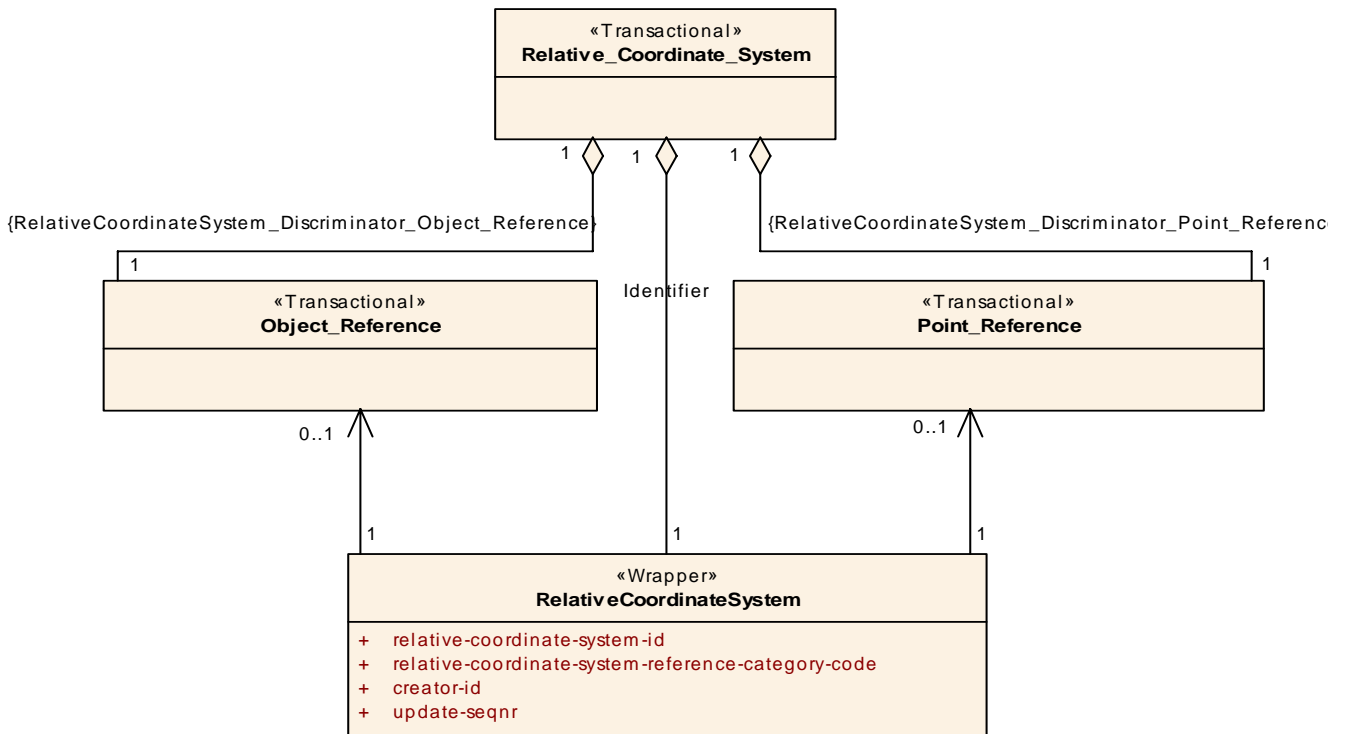 «Transactional»
Relative_Coordinate_System
1 1 1
{RelativeCoordinateSystem_Discriminator_Object_Reference} {RelativeCoordinateSystem_Discriminator_Point_Referenc
1 1
«Transactional»
Object_Reference
Identifier
«Transactional»
Point_Reference
0..1 0..1
1 1 1
«Wrapper»
RelativeCoordinateSystem
+ relative-coordinate-system-id
+ relative-coordinate-system-reference-category-code
+ creator-id
+ update-seqnr